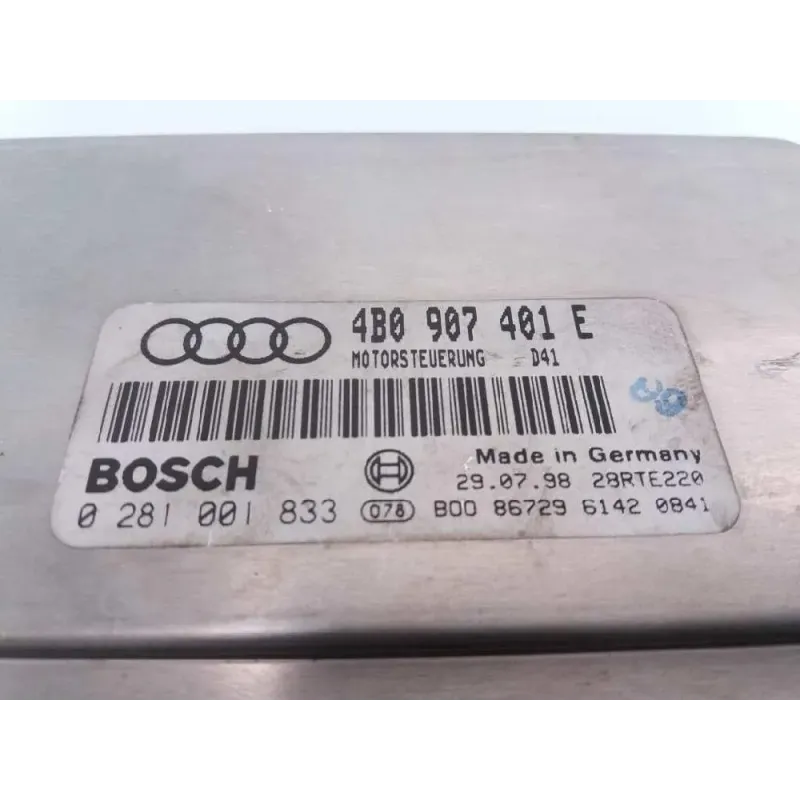 4B0 907 401 E
MOTORSTEUERUNG D41
BOSCH
Made in Germany
29.07.98 28RTE220
0 281 001 833 078 B00 86729 6142 0841